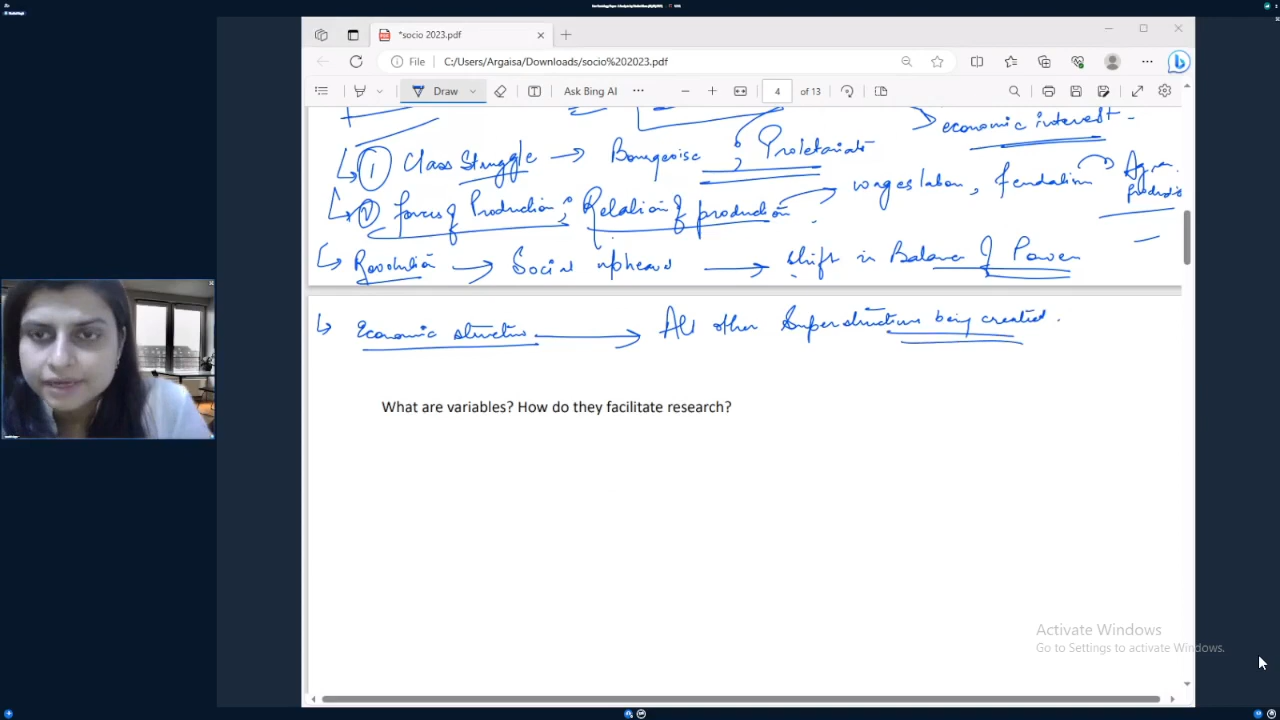 *socio 2023.pdf
File C:/Users/Argaisa/Downloads/socio%202023.pdf
Draw Ask Bing AI 4 of 13
economic interest -
① Class Struggle → Bourgeoise Proletariate
forces of Production Relation of production wages labour, feudalism
Revolution → Social upheaval → shift in Balance of Power
Economic structure → All other Superstructure being created.
What are variables? How do they facilitate research?
Activate Windows
Go to Settings to activate Windows.